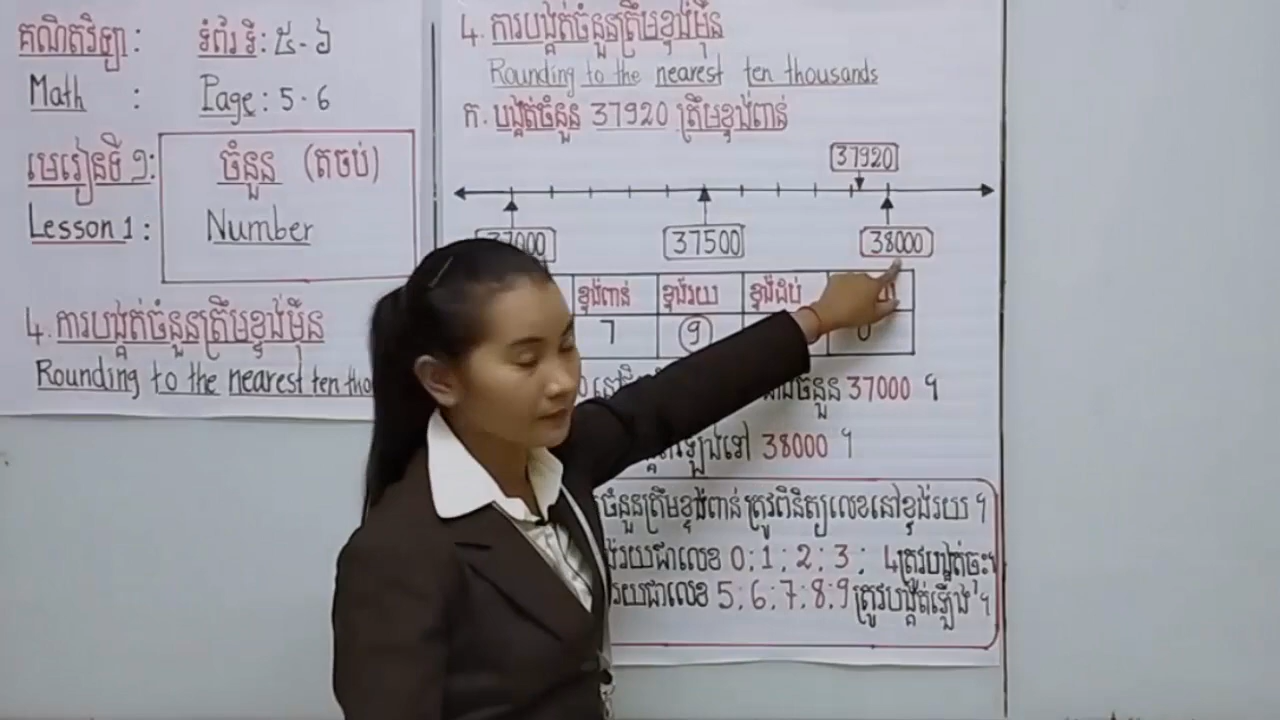 គណិតវិទ្យា : ទំព័រទី : ៥-៦
Math : Page : 5 - 6
មេរៀនទី ១ : ចំនួន (តចប់)
Lesson 1 : Number
៤. ការបង្គត់ចំនួនត្រឹមខ្ទង់ម៉ឺន
Rounding to the nearest ten
៤. ការបង្គត់ចំនួនត្រឹមខ្ទង់ម៉ឺន
Rounding to the nearest ten thousands
ក. បង្គត់ចំនួន 37920 ត្រឹមខ្ទង់ពាន់
37920
37000 37500 38000
ខ្ទង់ពាន់ ខ្ទង់រយ ខ្ទង់ដប់
7 9
ចំនួន 37000 ។
ឡើងទៅ 38000 ។
ចំនួនត្រឹមខ្ទង់ពាន់ ត្រូវពិនិត្យលេខនៅខ្ទង់រយ ។
រយជាលេខ 0 ; 1 ; 2 ; 3 ; 4 ត្រូវបង្គត់ចុះ ។
រយជាលេខ 5 ; 6 ; 7 ; 8 ; 9 ត្រូវបង្គត់ឡើង ។